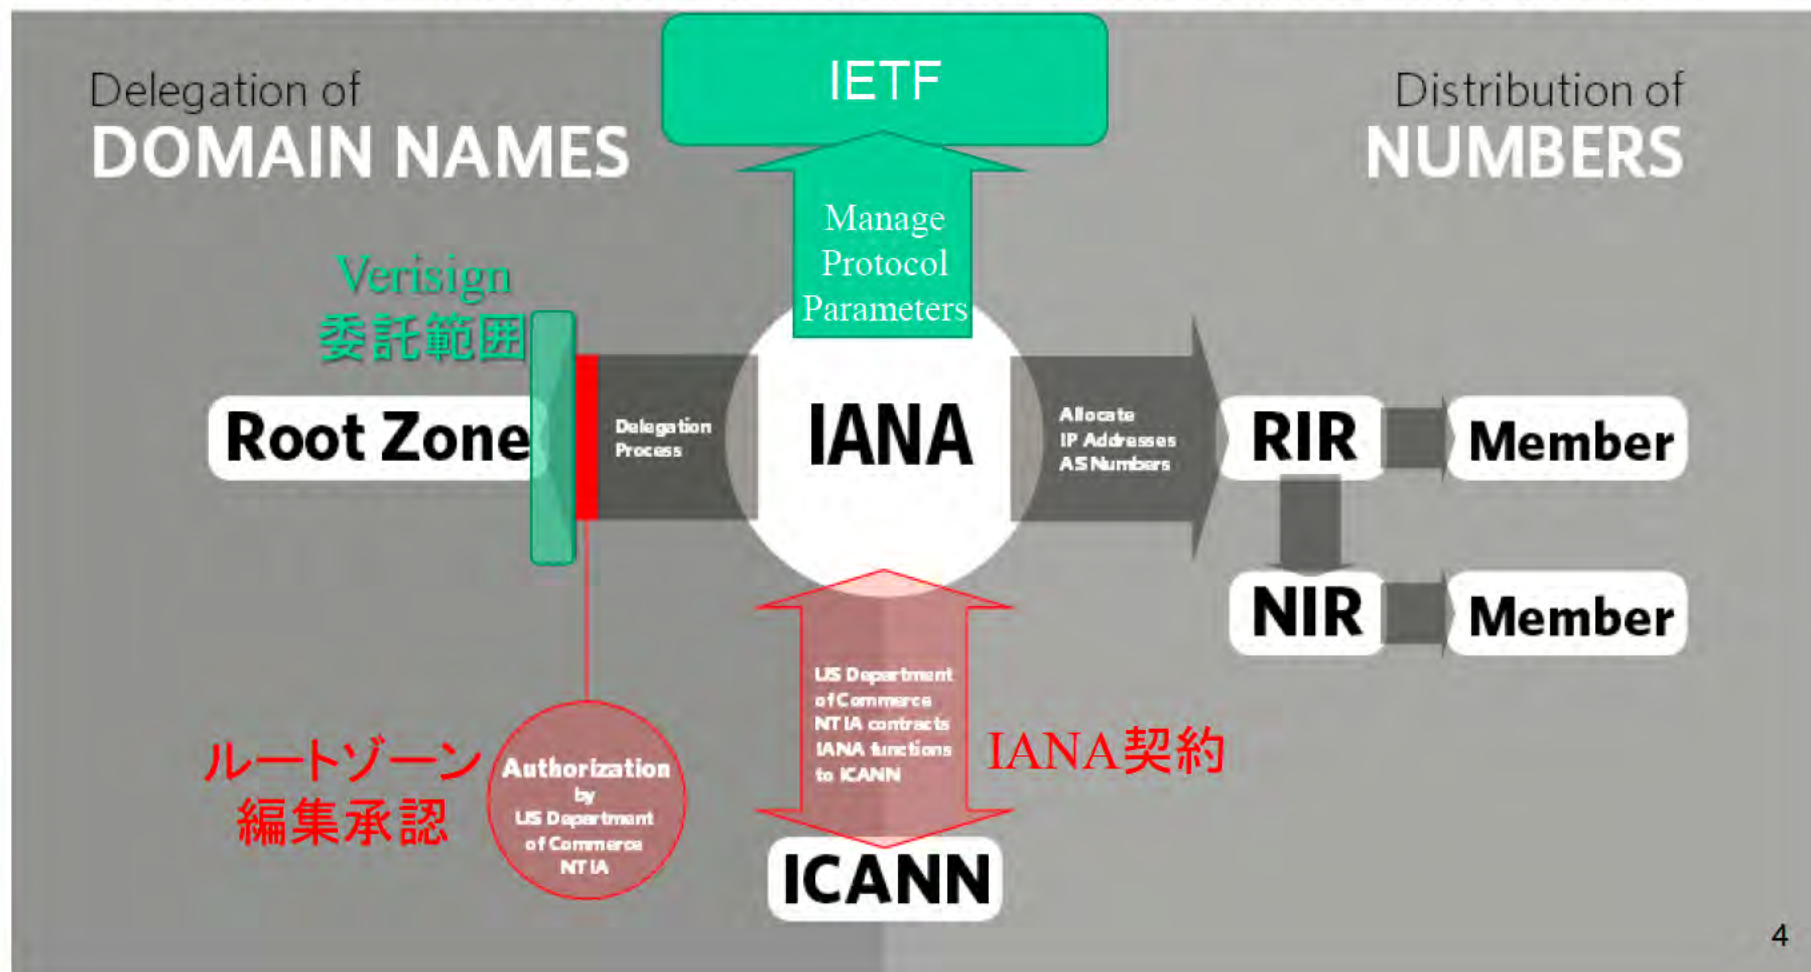 Delegation of
DOMAIN NAMES
IETF
Distribution of
NUMBERS
Manage
Protocol
Parameters
Verisign
委託範囲
Root Zone
Delegation
Process
IANA
Allocate
IP Addresses
AS Numbers
RIR
Member
NIR
Member
ルートゾーン
編集承認
Authorization
by
US Department
of Commerce
NTIA
US Department
of Commerce
NTIA contracts
IANA functions
to ICANN
IANA契約
ICANN
4